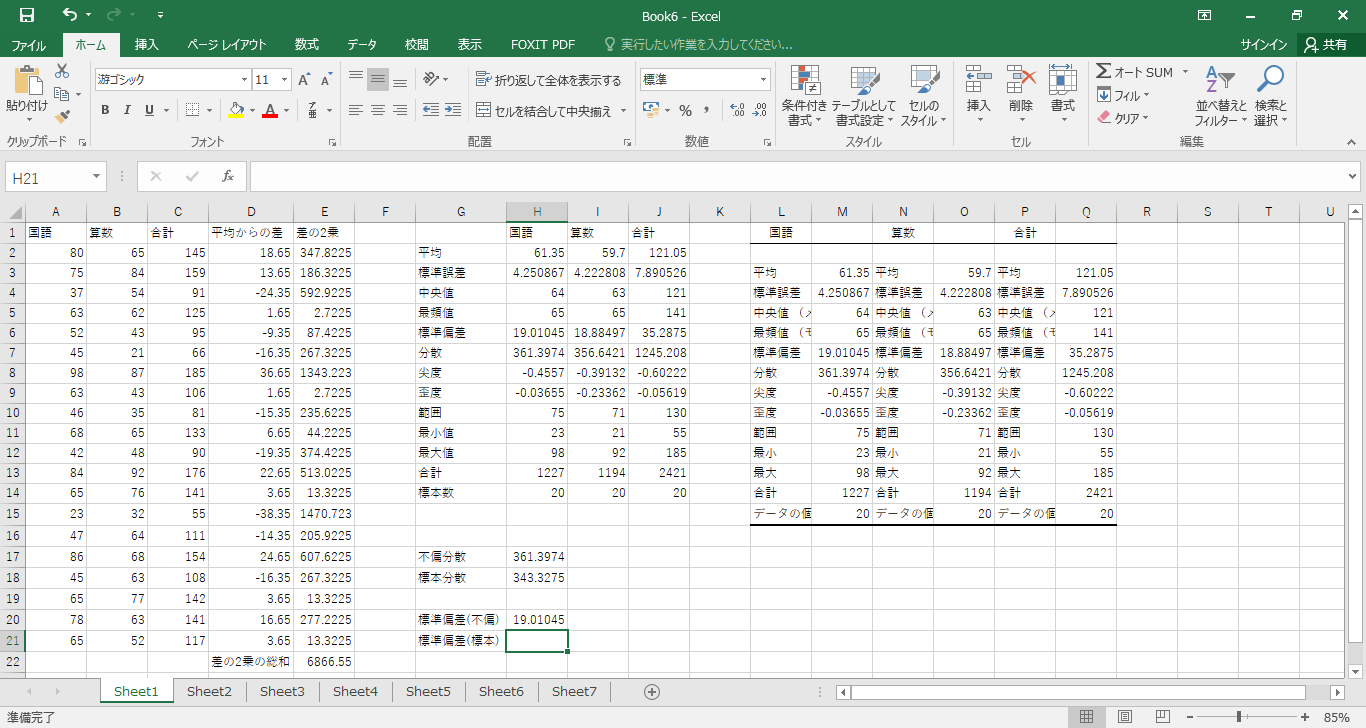 Book6 - Excel
ファイル ホーム 挿入 ページ レイアウト 数式 データ 校閲 表示 FOXIT PDF 実行したい作業を入力してください... サインイン 共有
貼り付け 游ゴシック 11 折り返して全体を表示する 標準 条件付き書式 テーブルとして書式設定 セルのスタイル 挿入 削除 書式 Σ オート SUM 並べ替えとフィルター 検索と選択
B I U セルを結合して中央揃え % , フィル
クリア
クリップボード フォント 配置 数値 スタイル セル 編集
H21 fx
A B C D E F G H I J K L M N O P Q R S T U
1 国語 算数 合計 平均からの差 差の2乗 国語 算数 合計 国語 算数 合計
2 80 65 145 18.65 347.8225 平均 61.35 59.7 121.05
3 75 84 159 13.65 186.3225 標準誤差 4.250867 4.222808 7.890526 平均 61.35 平均 59.7 平均 121.05
4 37 54 91 -24.35 592.9225 中央値 64 63 121 標準誤差 4.250867 標準誤差 4.222808 標準誤差 7.890526
5 63 62 125 1.65 2.7225 最頻値 65 65 141 中央値 （メ 64 中央値 （メ 63 中央値 （メ 121
6 52 43 95 -9.35 87.4225 標準偏差 19.01045 18.88497 35.2875 最頻値 （モ 65 最頻値 （モ 65 最頻値 （モ 141
7 45 21 66 -16.35 267.3225 分散 361.3974 356.6421 1245.208 標準偏差 19.01045 標準偏差 18.88497 標準偏差 35.2875
8 98 87 185 36.65 1343.223 尖度 -0.4557 -0.39132 -0.60222 分散 361.3974 分散 356.6421 分散 1245.208
9 63 43 106 1.65 2.7225 歪度 -0.03655 -0.23362 -0.05619 尖度 -0.4557 尖度 -0.39132 尖度 -0.60222
10 46 35 81 -15.35 235.6225 範囲 75 71 130 歪度 -0.03655 歪度 -0.23362 歪度 -0.05619
11 68 65 133 6.65 44.2225 最小値 23 21 55 範囲 75 範囲 71 範囲 130
12 42 48 90 -19.35 374.4225 最大値 98 92 185 最小 23 最小 21 最小 55
13 84 92 176 22.65 513.0225 合計 1227 1194 2421 最大 98 最大 92 最大 185
14 65 76 141 3.65 13.3225 標本数 20 20 20 合計 1227 合計 1194 合計 2421
15 23 32 55 -38.35 1470.723 データの個 20 データの個 20 データの個 20
16 47 64 111 -14.35 205.9225
17 86 68 154 24.65 607.6225 不偏分散 361.3974
18 45 63 108 -16.35 267.3225 標本分散 343.3275
19 65 77 142 3.65 13.3225
20 78 63 141 16.65 277.2225 標準偏差(不偏) 19.01045
21 65 52 117 3.65 13.3225 標準偏差(標本)
22 差の2乗の総和 6866.55
Sheet1 Sheet2 Sheet3 Sheet4 Sheet5 Sheet6 Sheet7
準備完了 85%